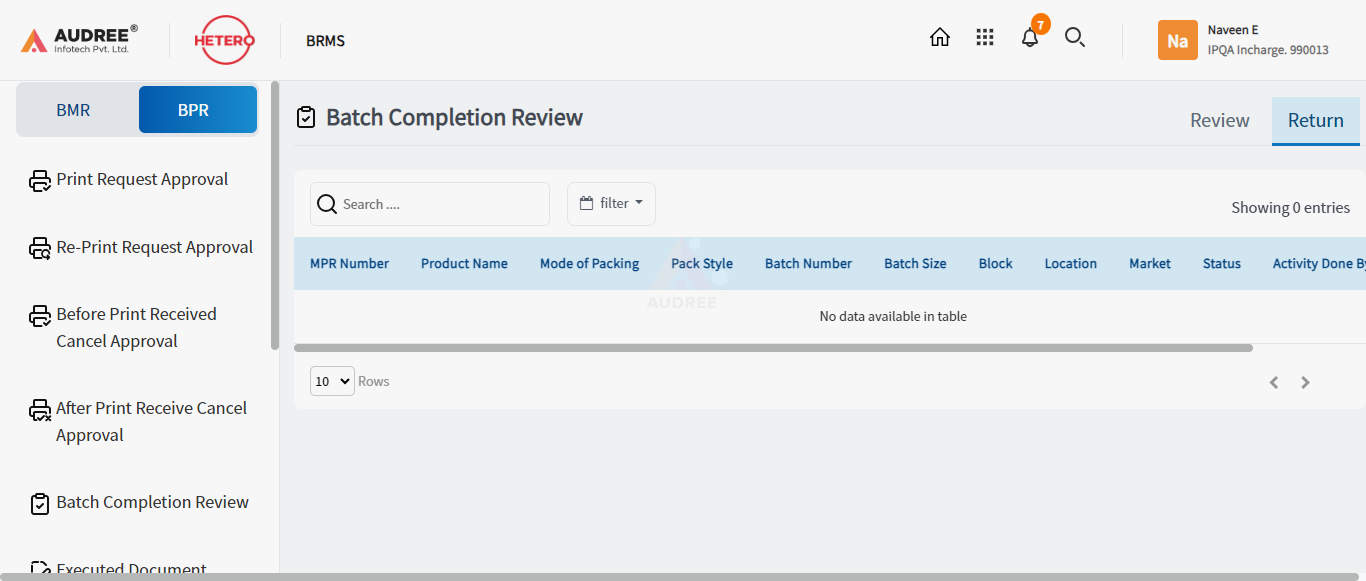 AUDREE®
Infotech Pvt. Ltd.
HETERO
BRMS
7
Na
Naveen E
IPQA Incharge. 990013
BMR
BPR
Print Request Approval
Re-Print Request Approval
Before Print Received
Cancel Approval
After Print Receive Cancel
Approval
Batch Completion Review
Executed Document
Batch Completion Review
Review
Return
Search ....
filter
Showing 0 entries
MPR Number Product Name Mode of Packing Pack Style Batch Number Batch Size Block Location Market Status Activity Done By
AUDREE
No data available in table
10 Rows